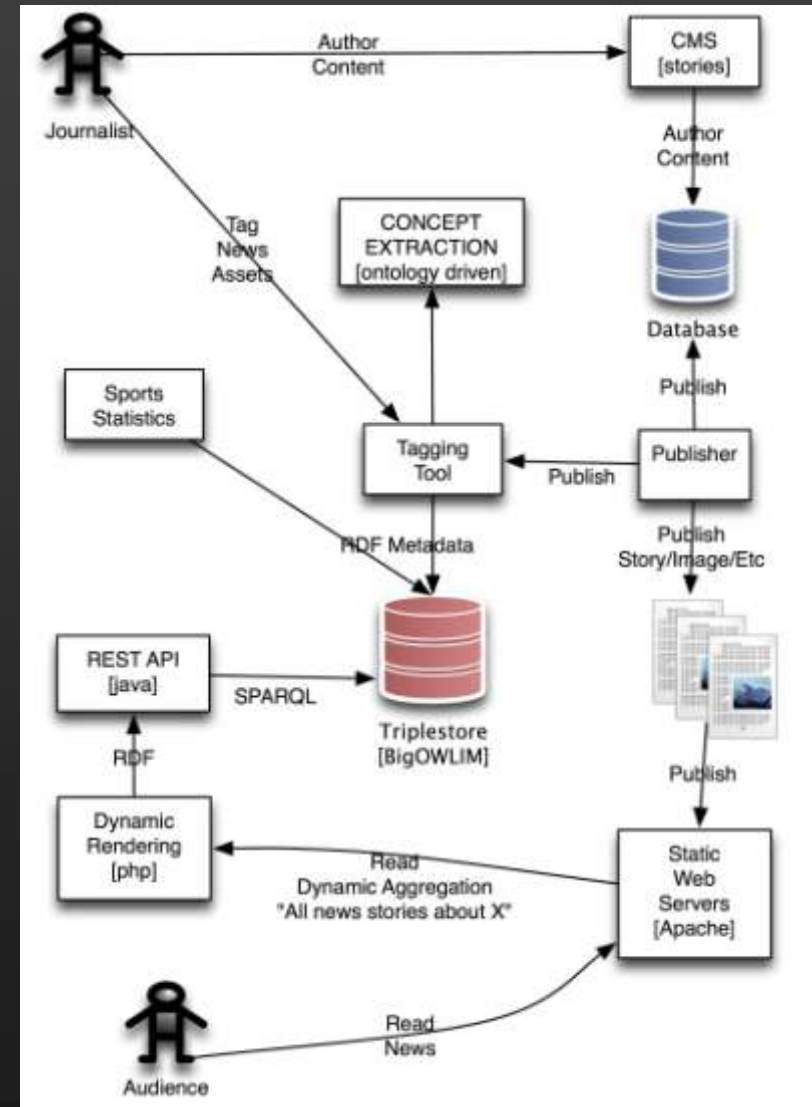 Author
Content
CMS
[stories]
Journalist
Author
Content
Tag
News
Assets
CONCEPT
EXTRACTION
[ontology driven]
Database
Publish
Sports
Statistics
Tagging
Tool
Publish
Publisher
RDF Metadata
Publish
Story/Image/Etc
REST API
[java]
SPARQL
Triplestore
[BigOWLIM]
RDF
Publish
Dynamic
Rendering
[php]
Read
Dynamic Aggregation
"All news stories about X"
Static
Web
Servers
[Apache]
Read
News
Audience